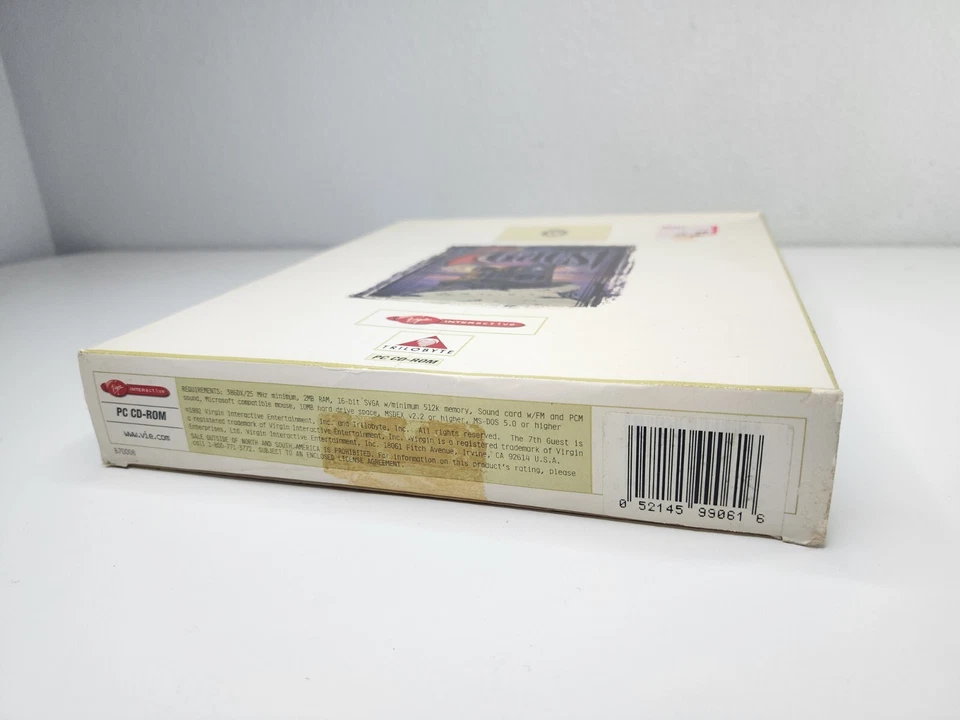 GUEST
Virgin INTERACTIVE
TRILOBYTE
PC CD-ROM
Virgin INTERACTIVE
PC CD-ROM
www.vie.com
REQUIREMENTS: 386DX/25 MHz minimum, 2MB RAM, 16-bit SVGA w/minimum 512k memory, Sound card w/FM and PCM
sound, Microsoft compatible mouse, 10MB hard drive space, MSDEX v2.2 or higher, MS-DOS 5.0 or higher
©1992 Virgin Interactive Entertainment, Inc. and Trilobyte, Inc. All rights reserved. The 7th Guest is
a registered trademark of Virgin Interactive Entertainment, Inc. Virgin is a registered trademark of Virgin
Enterprises, LTD. Virgin Interactive Entertainment, Inc. 18061 Fitch Avenue, Irvine, CA 92614 U.S.A.
SALE OUTSIDE OF NORTH AND SOUTH AMERICA IS PROHIBITED. For information on this product's rating, please
SUBJECT TO AN ENCLOSED LICENSE AGREEMENT.
0 52145 99061 6